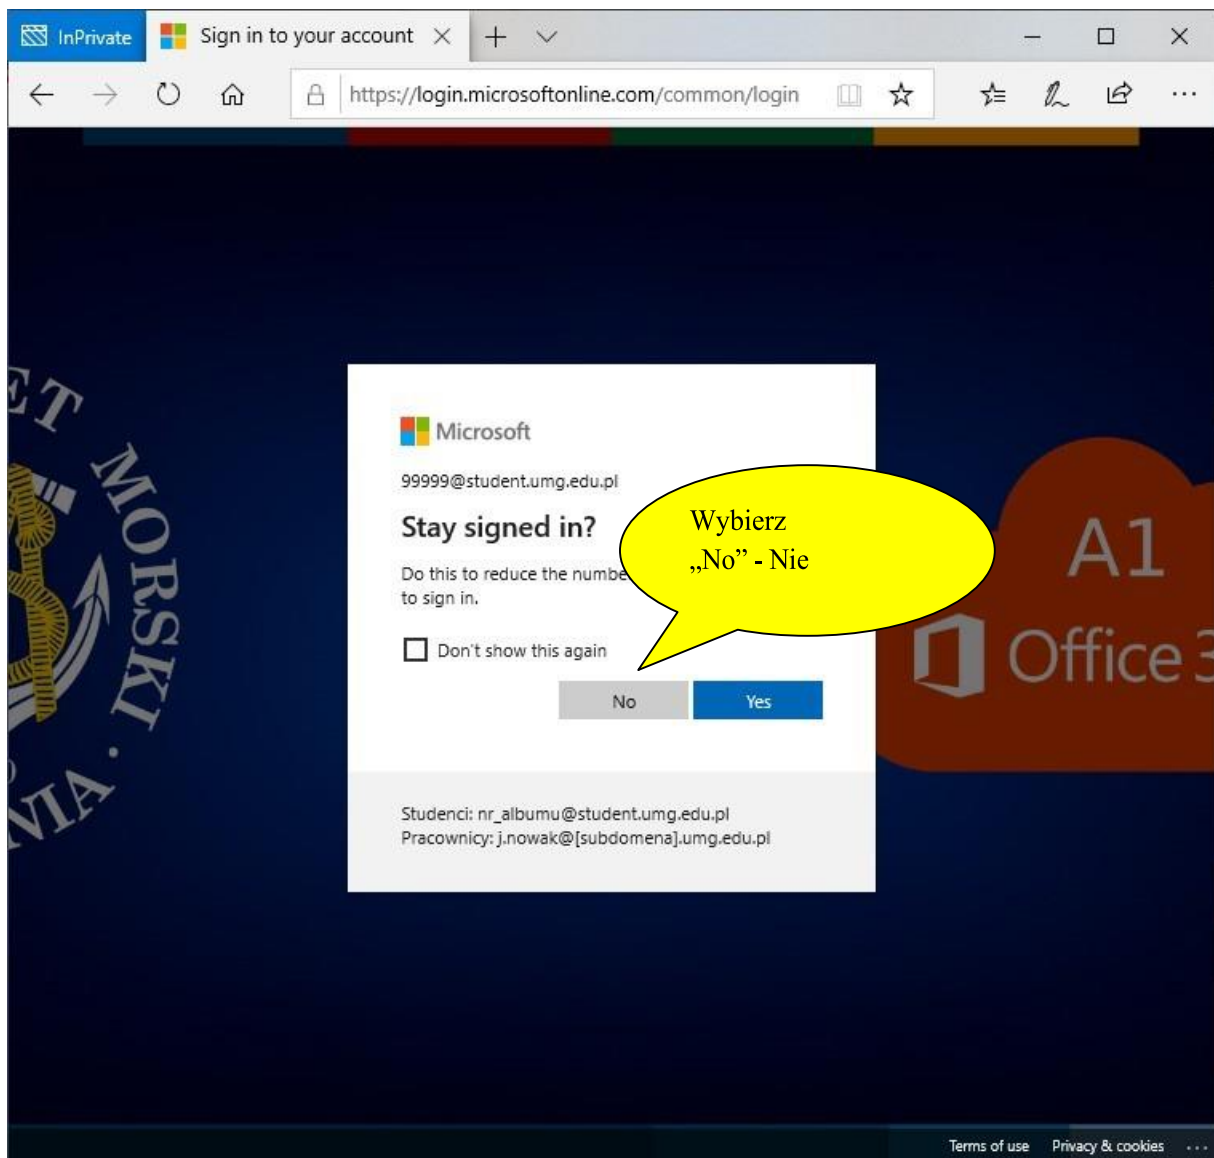 InPrivate
Sign in to your account
https://login.microsoftonline.com/common/login
ET MORSKI
Microsoft
99999@student.umg.edu.pl
Stay signed in?
Do this to reduce the numbe
to sign in.
Don't show this again
No
Yes
Wybierz
„No” - Nie
A1
Office 3
NIA
Studenci: nr_albumu@student.umg.edu.pl
Pracownicy: j.nowak@[subdomena].umg.edu.pl
Terms of use
Privacy & cookies